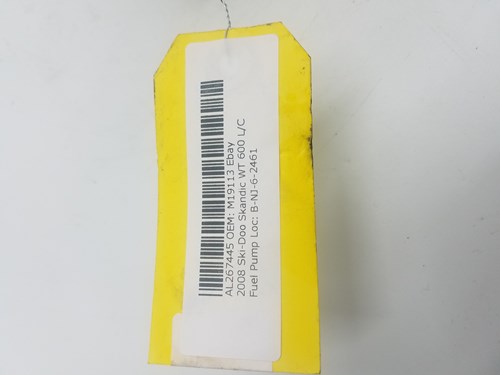 AL267445 OEM: M19113 Ebay
2008 Ski-Doo Skandic WT 600 L/C
Fuel Pump Loc: B-NJ-6-2461